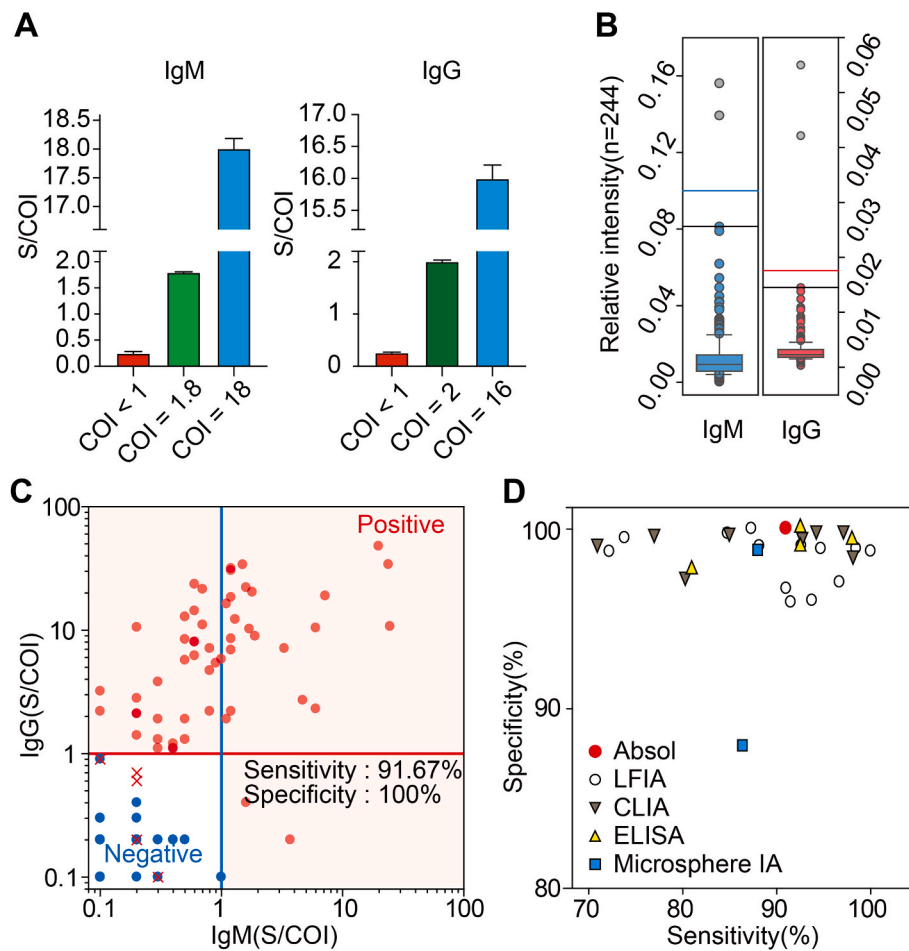 A
IgM
IgG
S/COI
18.5
18.0
17.5
17.0
2.0
1.5
1.0
0.5
0.0
COI < 1
COI = 1.8
COI = 18
S/COI
17.0
16.5
16.0
15.5
2
1
0
COI < 1
COI = 2
COI = 16
B
Relative intensity(n=244)
0.16
0.12
0.08
0.04
0.00
0.06
0.05
0.04
0.03
0.02
0.01
0.00
IgM
IgG
C
IgG(S/COI)
100
10
1
0.1
Positive
Sensitivity : 91.67%
Specificity : 100%
Negative
0.1
1
10
100
IgM(S/COI)
D
Specificity(%)
100
90
80
Absol
LFIA
CLIA
ELISA
Microsphere IA
70
80
90
100
Sensitivity(%)